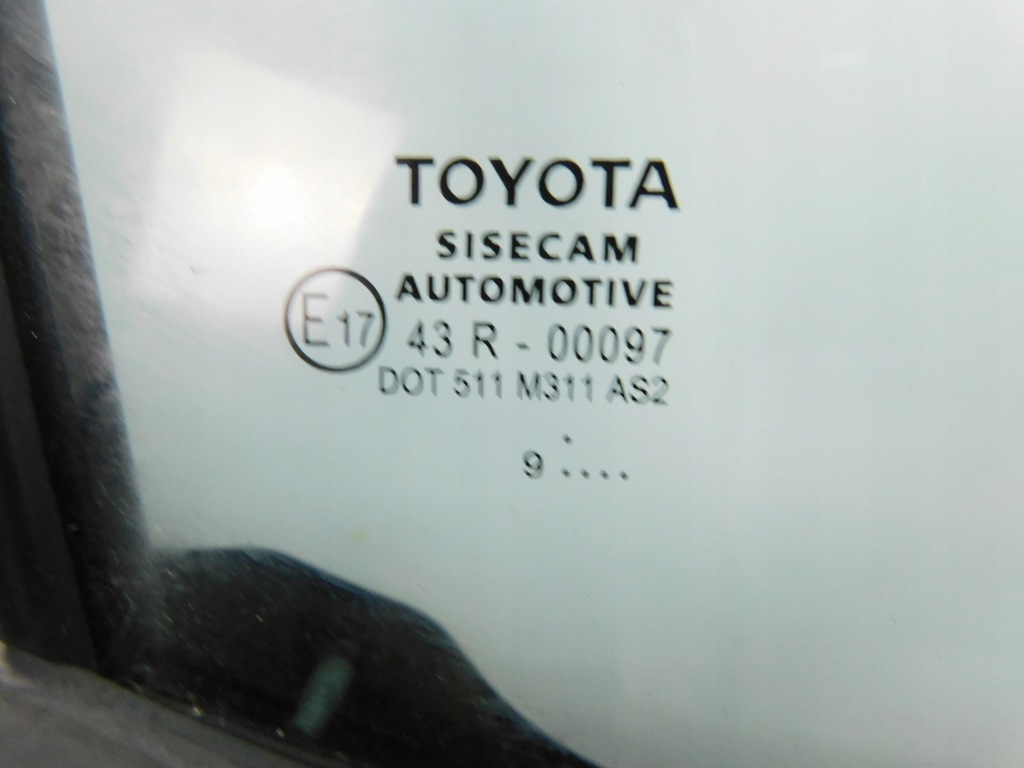 TOYOTA
SISECAM
AUTOMOTIVE
E17 43 R - 00097
DOT 511 M311 AS2
.
9 ....